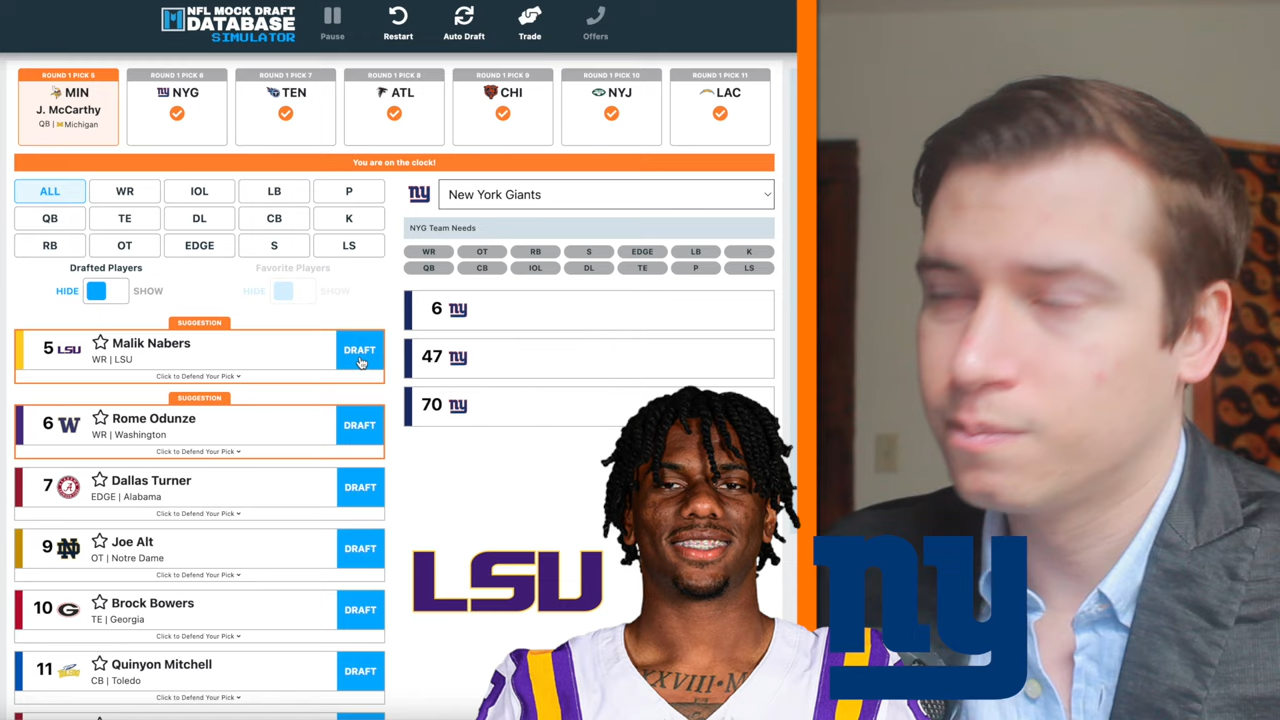 NFL MOCK DRAFT
DATABASE
SIMULATOR
Pause
Restart
Auto Draft
Trade
Offers
ROUND 1 PICK 5
MIN
J. McCarthy
QB | Michigan
ROUND 1 PICK 6
NYG
ROUND 1 PICK 7
TEN
ROUND 1 PICK 8
ATL
ROUND 1 PICK 9
CHI
ROUND 1 PICK 10
NYJ
ROUND 1 PICK 11
LAC
You are on the clock!
ALL
WR
IOL
LB
P
QB
TE
DL
CB
K
RB
OT
EDGE
S
LS
Drafted Players
HIDE
SHOW
Favorite Players
HIDE
SHOW
ny
New York Giants
NYG Team Needs
WR
OT
RB
S
EDGE
LB
K
QB
CB
IOL
DL
TE
P
LS
6 ny
47 ny
70 ny
SUGGESTION
5 LSU Malik Nabers
WR | LSU
DRAFT
Click to Defend Your Pick
SUGGESTION
6 W Rome Odunze
WR | Washington
DRAFT
Click to Defend Your Pick
7 Dallas Turner
EDGE | Alabama
DRAFT
Click to Defend Your Pick
9 Joe Alt
OT | Notre Dame
DRAFT
Click to Defend Your Pick
10 G Brock Bowers
TE | Georgia
DRAFT
Click to Defend Your Pick
11 Quinyon Mitchell
CB | Toledo
DRAFT
Click to Defend Your Pick
LSU
ny